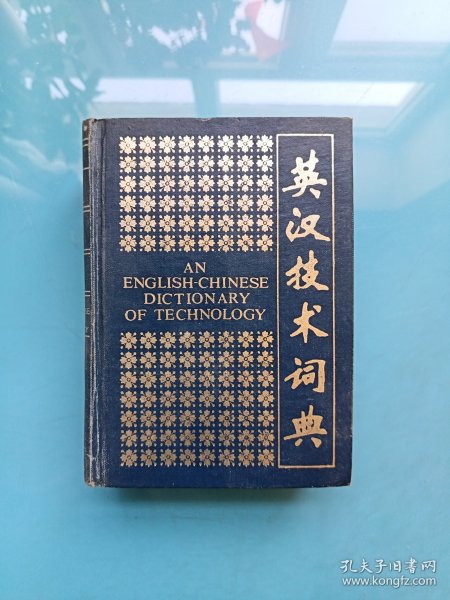 英汉技术词典
AN
ENGLISH-CHINESE
DICTIONARY
OF TECHNOLOGY
孔夫子旧书网
www.kongfz.com